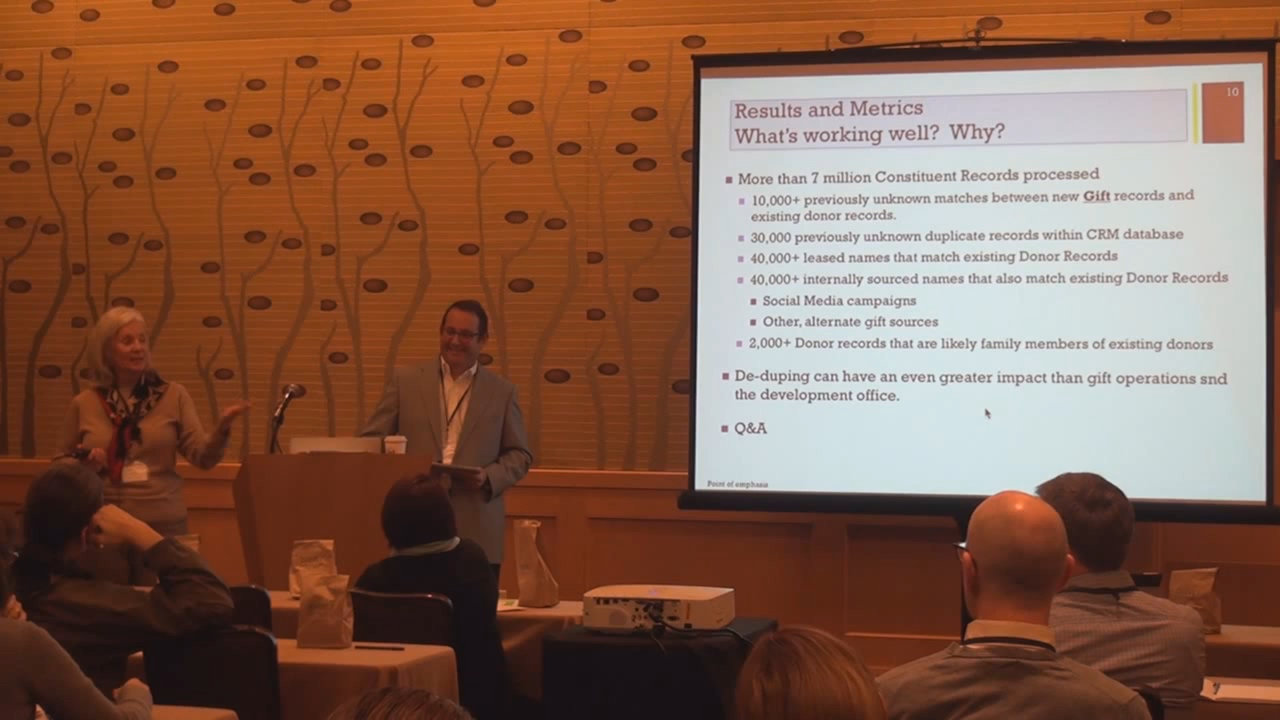 10
Results and Metrics
What's working well? Why?
More than 7 million Constituent Records processed
10,000+ previously unknown matches between new Gift records and
existing donor records.
30,000 previously unknown duplicate records within CRM database
40,000+ leased names that match existing Donor Records
40,000+ internally sourced names that also match existing Donor Records
Social Media campaigns
Other, alternate gift sources
2,000+ Donor records that are likely family members of existing donors
De-duping can have an even greater impact than gift operations snd
the development office.
Q&A
Point of emphasis